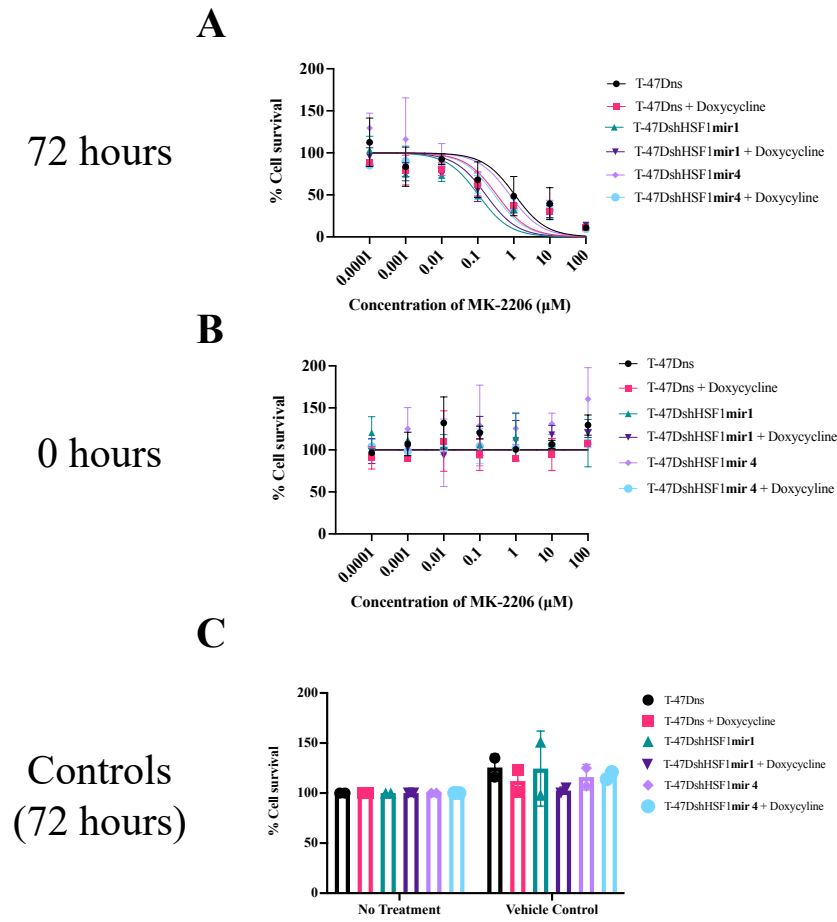 A
72 hours
% Cell survival
200
150
100
50
0
0.0001
0.001
0.01
0.1
1
10
100
Concentration of MK-2206 (µM)
T-47Dns
T-47Dns + Doxycycline
T-47DshHSF1mir1
T-47DshHSF1mir1 + Doxycycline
T-47DshHSF1mir4
T-47DshHSF1mir4 + Doxycycline
B
0 hours
% Cell survival
200
150
100
50
0
0.0001
0.001
0.01
0.1
1
10
100
Concentration of MK-2206 (µM)
T-47Dns
T-47Dns + Doxycycline
T-47DshHSF1mir1
T-47DshHSF1mir1 + Doxycycline
T-47DshHSF1mir 4
T-47DshHSF1mir 4 + Doxycyline
C
Controls
(72 hours)
% Cell survival
200
150
100
50
0
No Treatment
Vehicle Control
T-47Dns
T-47Dns + Doxycycline
T-47DshHSF1mir1
T-47DshHSF1mir1 + Doxycycline
T-47DshHSF1mir 4
T-47DshHSF1mir 4 + Doxycyline